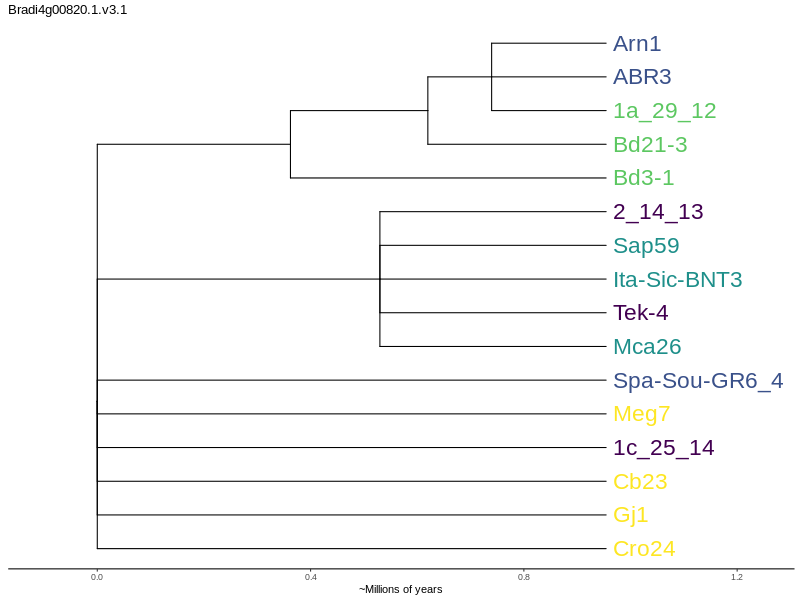 Bradi4g00820.1.v3.1
Arn1
ABR3
1a_29_12
Bd21-3
Bd3-1
2_14_13
Sap59
Ita-Sic-BNT3
Tek-4
Mca26
Spa-Sou-GR6_4
Meg7
1c_25_14
Cb23
Gj1
Cro24
0.0 0.4 0.8 1.2
~Millions of years